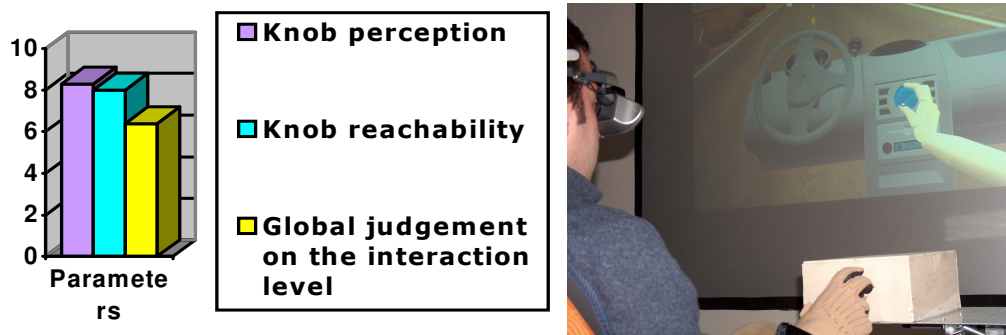 10
8
6
4
2
0
Paramete
rs
Knob perception
Knob reachability
Global judgement
on the interaction
level